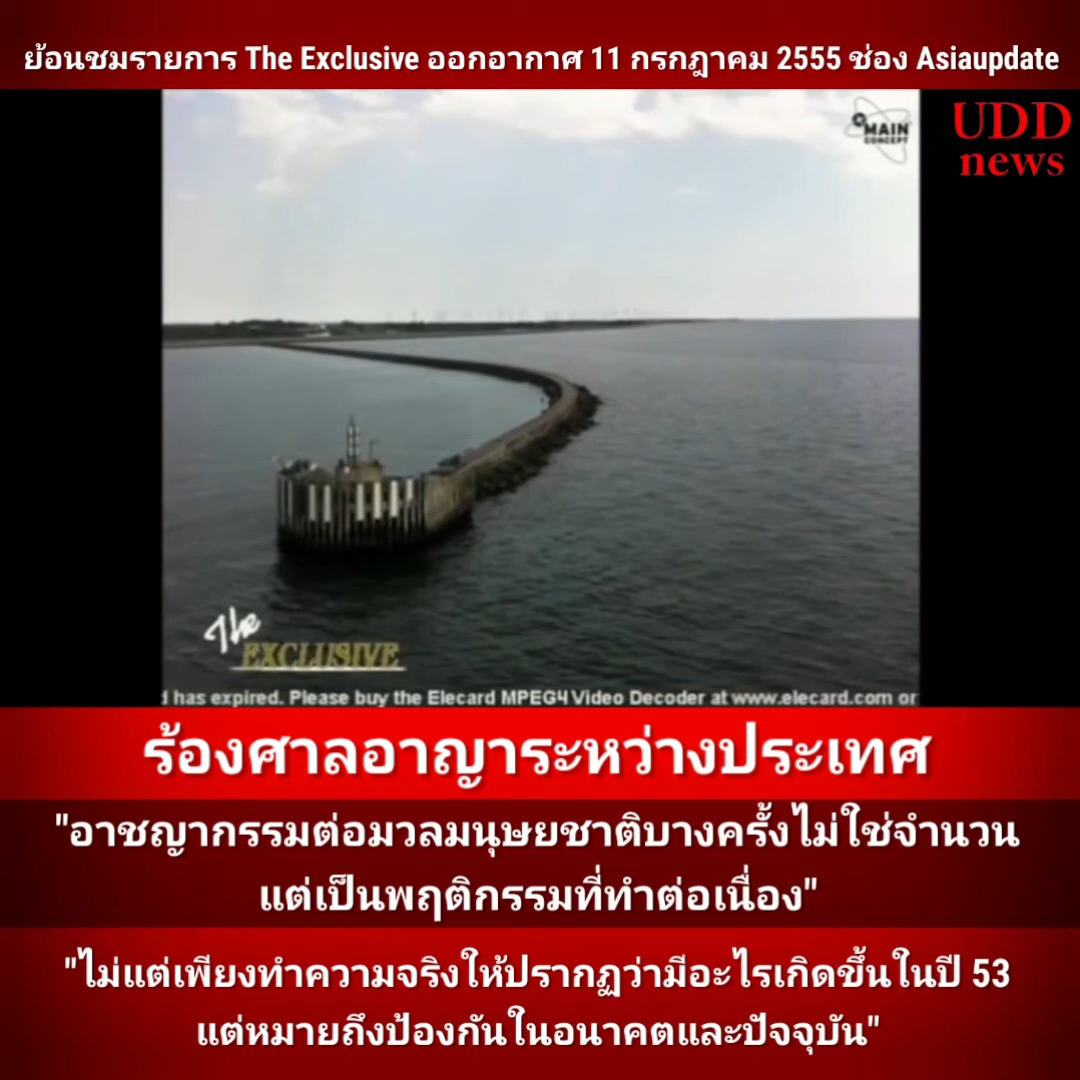 ย้อนชมรายการ The Exclusive ออกอากาศ 11 กรกฎาคม 2555 ช่อง Asiaupdate
UDD
news
MAIN
CONCEPT
The
EXCLUSIVE
d has expired. Please buy the Elecard MPEG4 Video Decoder at www.elecard.com or
ร้องศาลอาญาระหว่างประเทศ
"อาชญากรรมต่อมวลมนุษยชาติบางครั้งไม่ใช่จำนวน
แต่เป็นพฤติกรรมที่ทำต่อเนื่อง"
"ไม่แต่เพียงทำความจริงให้ปรากฏว่ามีอะไรเกิดขึ้นในปี 53
แต่หมายถึงป้องกันในอนาคตและปัจจุบัน"